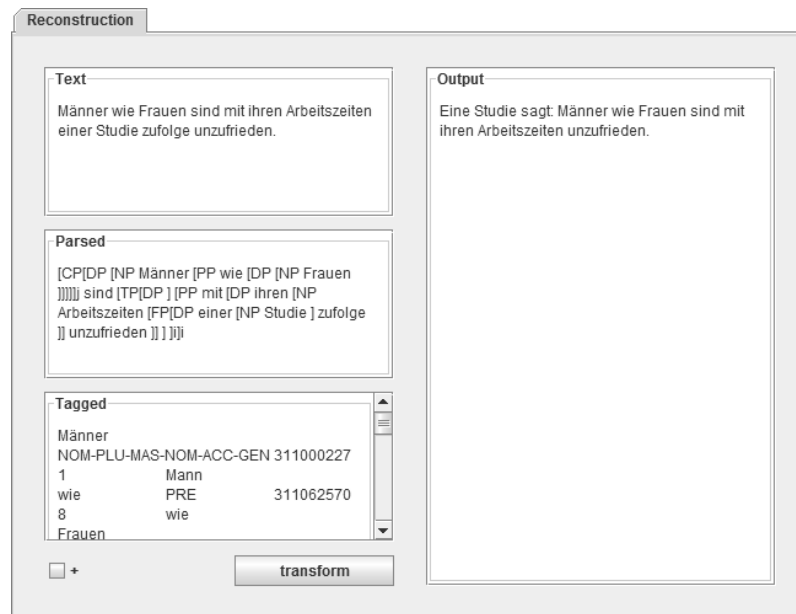 Reconstruction
Text
Männer wie Frauen sind mit ihren Arbeitszeiten
einer Studie zufolge unzufrieden.
Parsed
[CP[DP [NP Männer [PP wie [DP [NP Frauen
]]]]]j sind [TP[DP ] [PP mit [DP ihren [NP
Arbeitszeiten [FP[DP einer [NP Studie ] zufolge
]] unzufrieden ]] ] ]i]i
Tagged
Männer
NOM-PLU-MAS-NOM-ACC-GEN 311000227
1 Mann
wie PRE 311062570
8 wie
Frauen
+ transform
Output
Eine Studie sagt: Männer wie Frauen sind mit
ihren Arbeitszeiten unzufrieden.